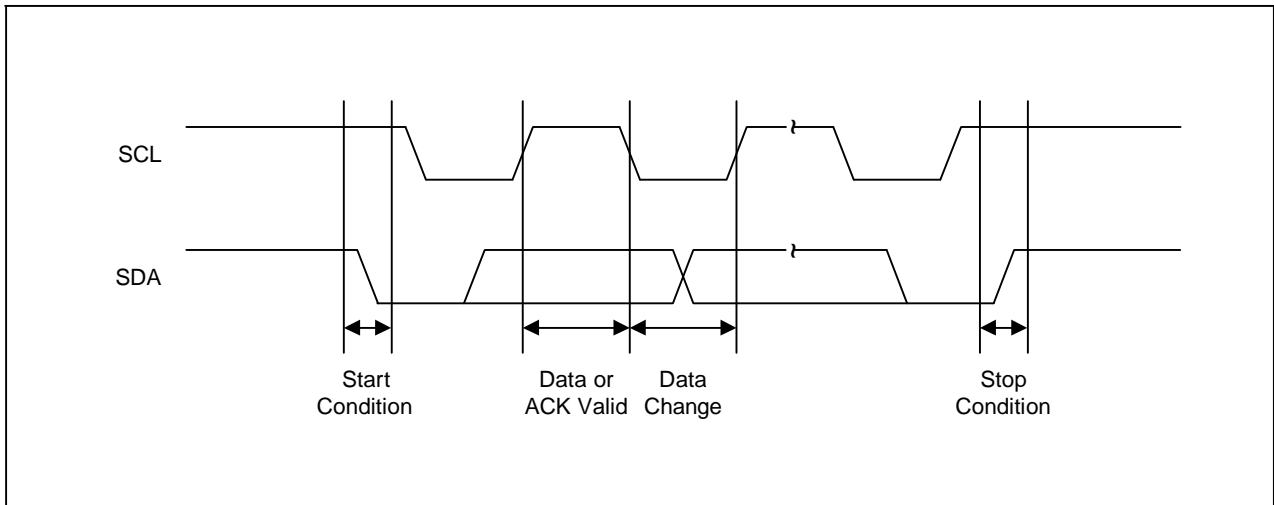 SCL
SDA
Start
Condition
Data or
ACK Valid
Data
Change
Stop
Condition